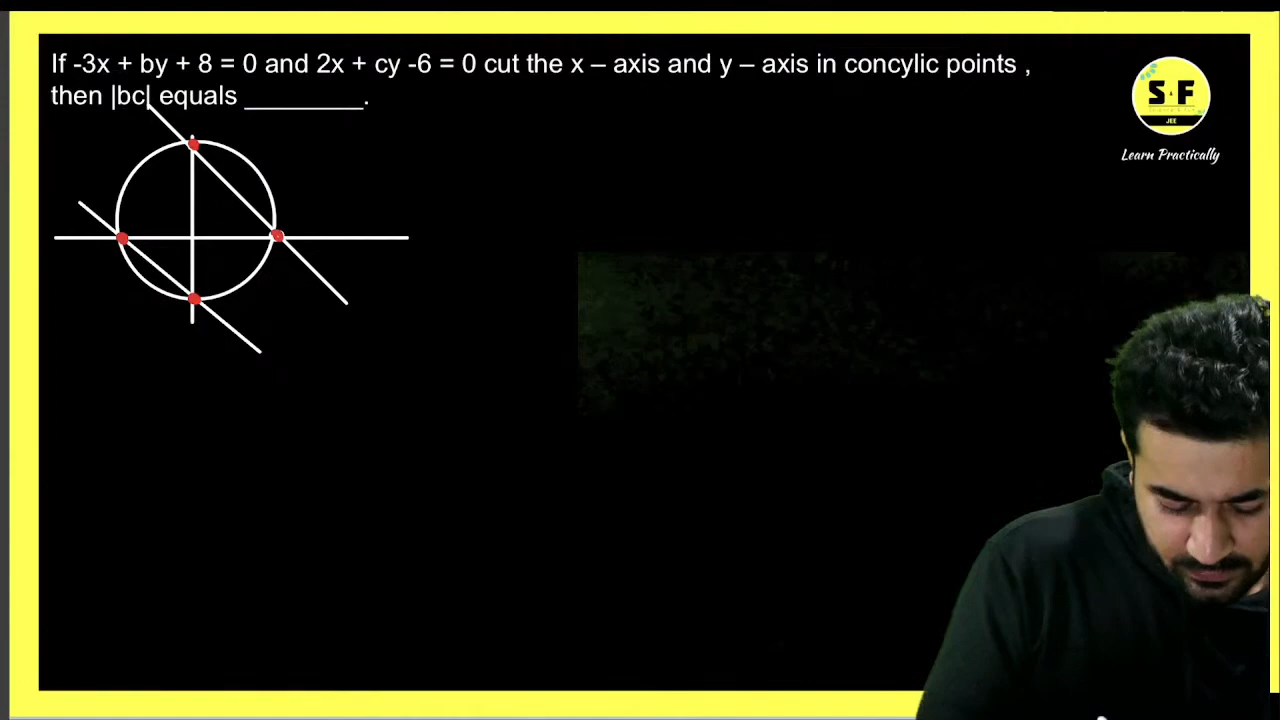 If -3x + by + 8 = 0 and 2x + cy -6 = 0 cut the x – axis and y – axis in concylic points ,
then |bc| equals _________.
S & F
JEE
Learn Practically